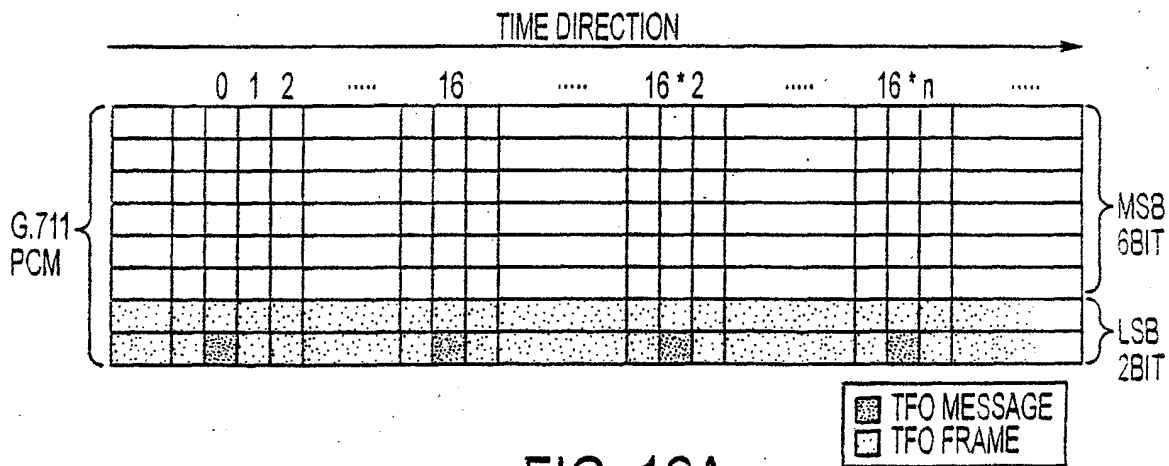 TIME DIRECTION
0 1 2 ..... 16 ..... 16 * 2 ..... 16 * n .....
G.711
PCM
MSB
6BIT
LSB
2BIT
TFO MESSAGE
TFO FRAME